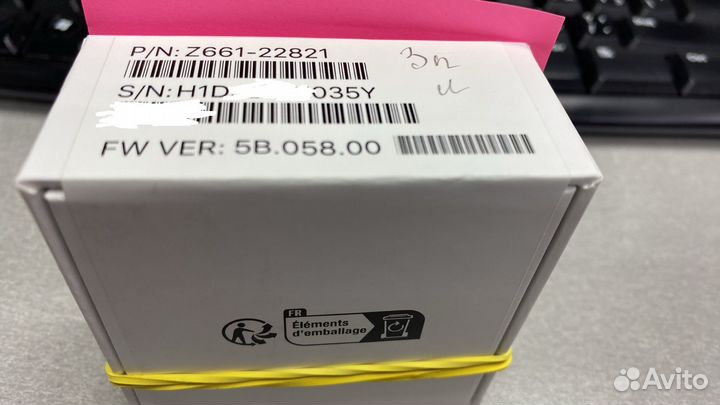 P/N: Z661-22821
S/N: H1D 035Y
FW VER: 5B.058.00
FR
Éléments
d'emballage
Avito